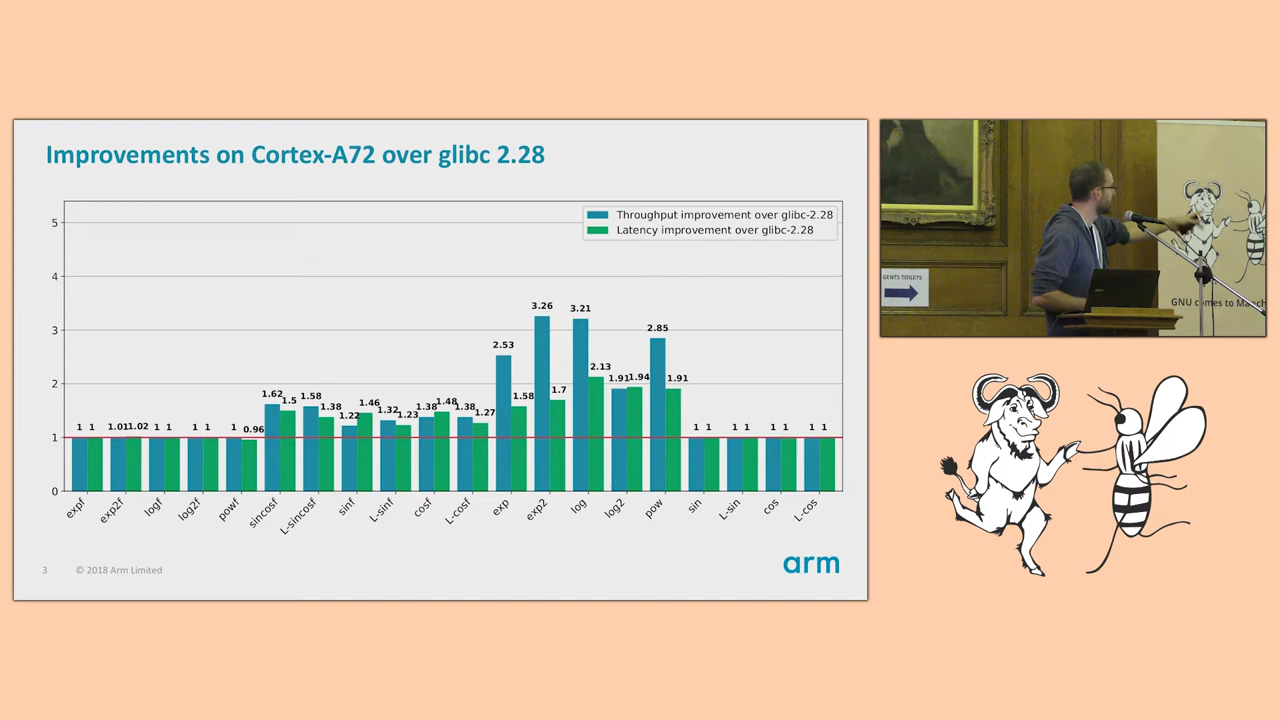 Improvements on Cortex-A72 over glibc 2.28
Throughput improvement over glibc-2.28
Latency improvement over glibc-2.28
5
4
3
2
1
0
1 1 1.01 1.02 1 1 1 1 1 0.96 1.62 1.5 1.58 1.38 1.22 1.46 1.32 1.23 1.38 1.48 1.38 1.27 2.53 1.58 3.26 1.7 3.21 2.13 1.91 1.94 2.85 1.91 1 1 1 1 1 1 1 1
expf exp2f logf log2f powf sincosf L-sincosf sinf L-sinf cosf L-cosf exp exp2 log log2 pow sin L-sin cos L-cos
3 © 2018 Arm Limited
arm
GENTS TOILETS
GNU comes to Manch